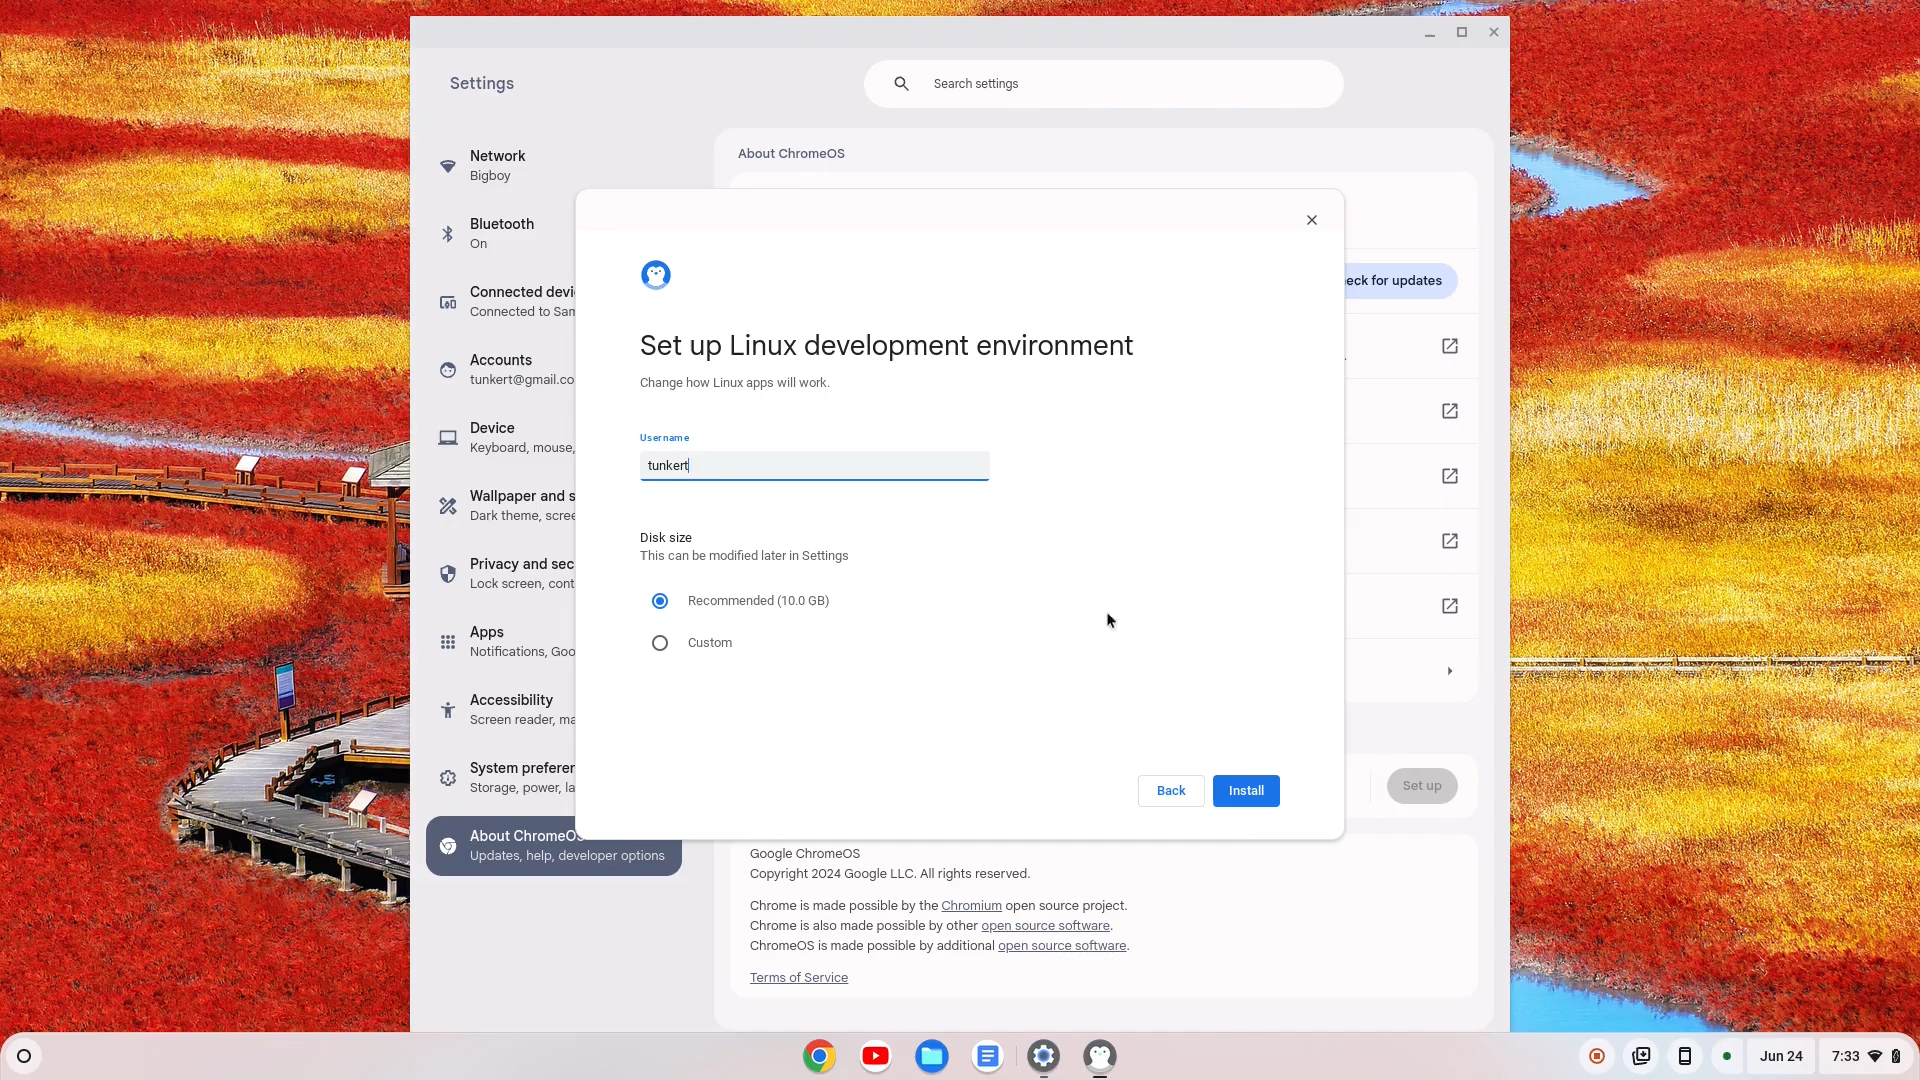 Settings
Search settings
Network
Bigboy
Bluetooth
On
Connected devi
Connected to Sam
Accounts
tunkert@gmail.co
Device
Keyboard, mouse,
Wallpaper and s
Dark theme, scree
Privacy and sec
Lock screen, cont
Apps
Notifications, Goo
Accessibility
Screen reader, ma
System preferen
Storage, power, la
About ChromeOS
Updates, help, developer options
About ChromeOS
eck for updates
Set up Linux development environment
Change how Linux apps will work.
Username
tunkert
Disk size
This can be modified later in Settings
Recommended (10.0 GB)
Custom
Back
Install
Set up
Google ChromeOS
Copyright 2024 Google LLC. All rights reserved.
Chrome is made possible by the Chromium open source project.
Chrome is also made possible by other open source software.
ChromeOS is made possible by additional open source software.
Terms of Service
Jun 24
7:33